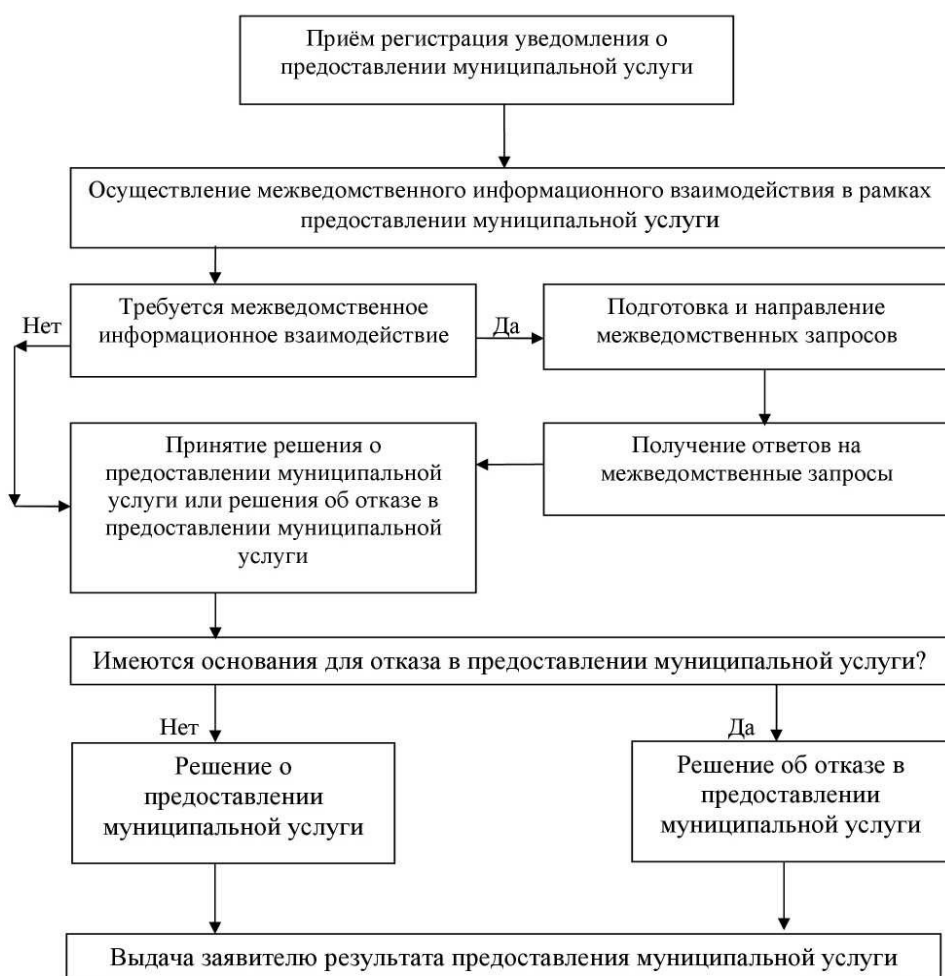 Приём регистрация уведомления о
предоставлении муниципальной услуги
Осуществление межведомственного информационного взаимодействия в рамках
предоставлении муниципальной услуги
Требуется межведомственное
информационное взаимодействие
Нет
Да
Подготовка и направление
межведомственных запросов
Принятие решения о
предоставлении муниципальной
услуги или решения об отказе в
предоставлении муниципальной
услуги
Получение ответов на
межведомственные запросы
Имеются основания для отказа в предоставлении муниципальной услуги?
Нет
Да
Решение о
предоставлении
муниципальной услуги
Решение об отказе в
предоставлении
муниципальной услуги
Выдача заявителю результата предоставления муниципальной услуги